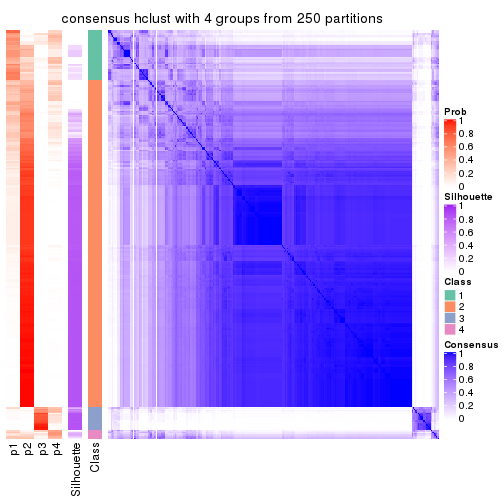 consensus hclust with 4 groups from 250 partitions
Prob
1
0.8
0.6
0.4
0.2
0
Silhouette
1
0.8
0.6
0.4
0.2
0
Class
1
2
3
4
Consensus
1
0.8
0.6
0.4
0.2
0
p1
p2
p3
p4
Silhouette
Class